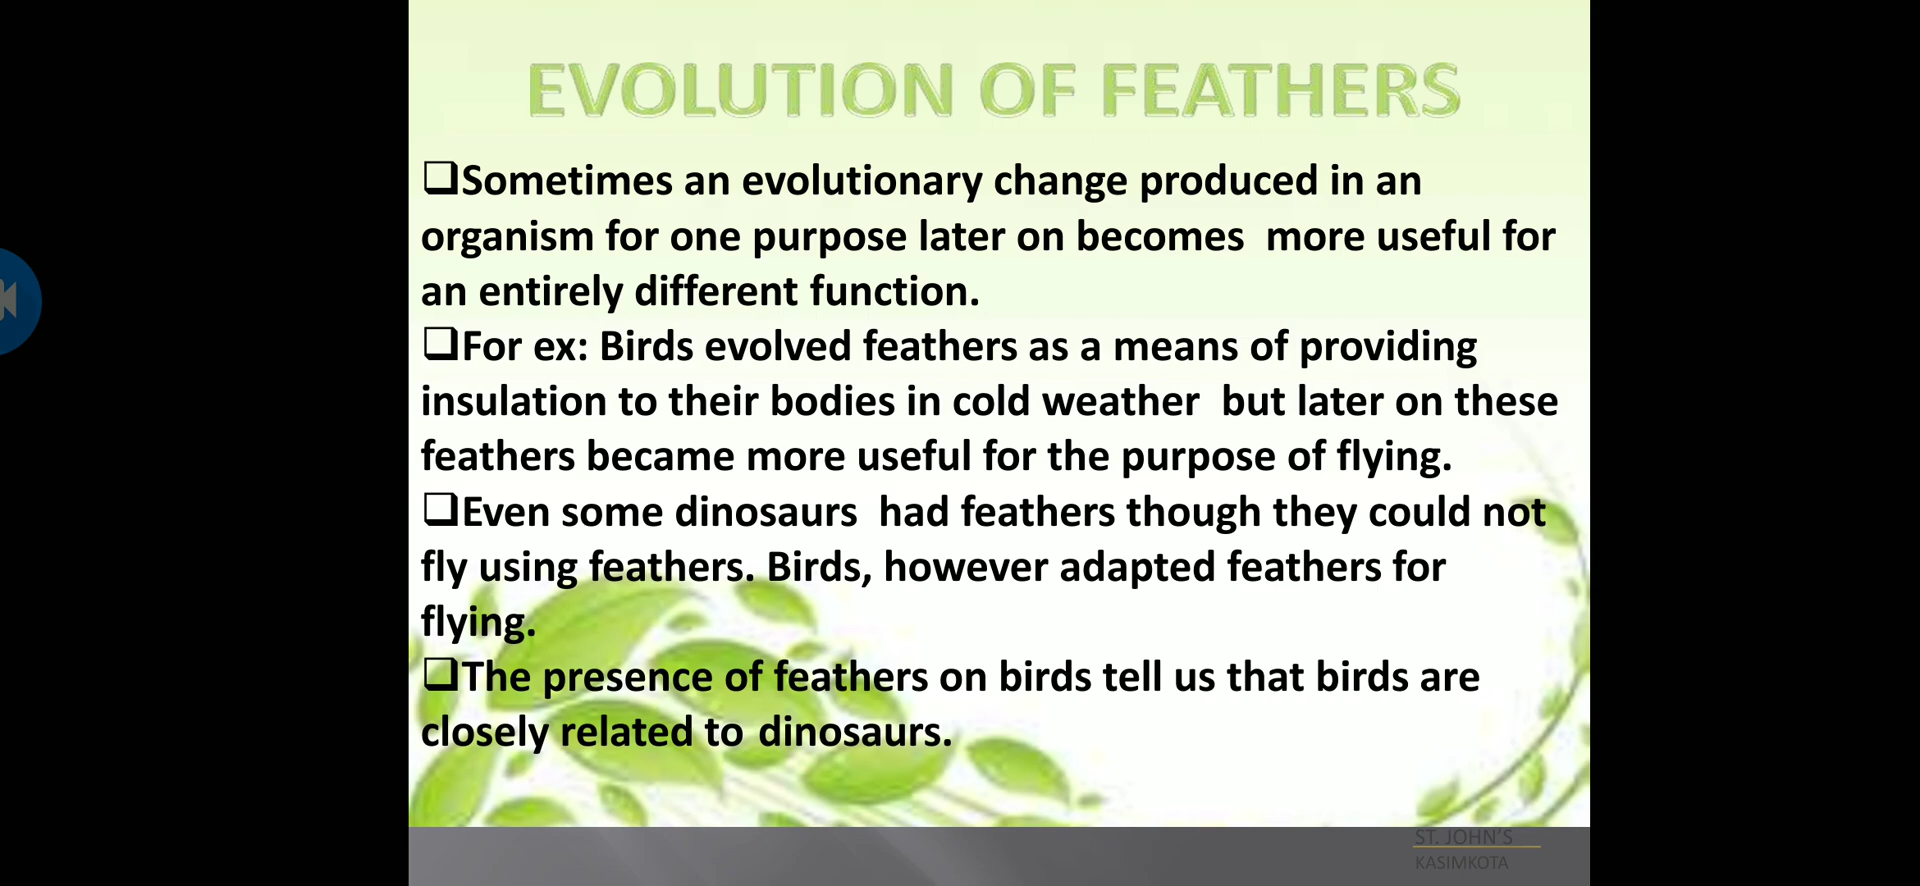 EVOLUTION OF FEATHERS
❑Sometimes an evolutionary change produced in an
organism for one purpose later on becomes  more useful for
an entirely different function.
❑For ex: Birds evolved feathers as a means of providing
insulation to their bodies in cold weather  but later on these
feathers became more useful for the purpose of flying.
❑Even some dinosaurs  had feathers though they could not
fly using feathers. Birds, however adapted feathers for
flying.
❑The presence of feathers on birds tell us that birds are
closely related to dinosaurs.
ST. JOHN'S
KASIMKOTA